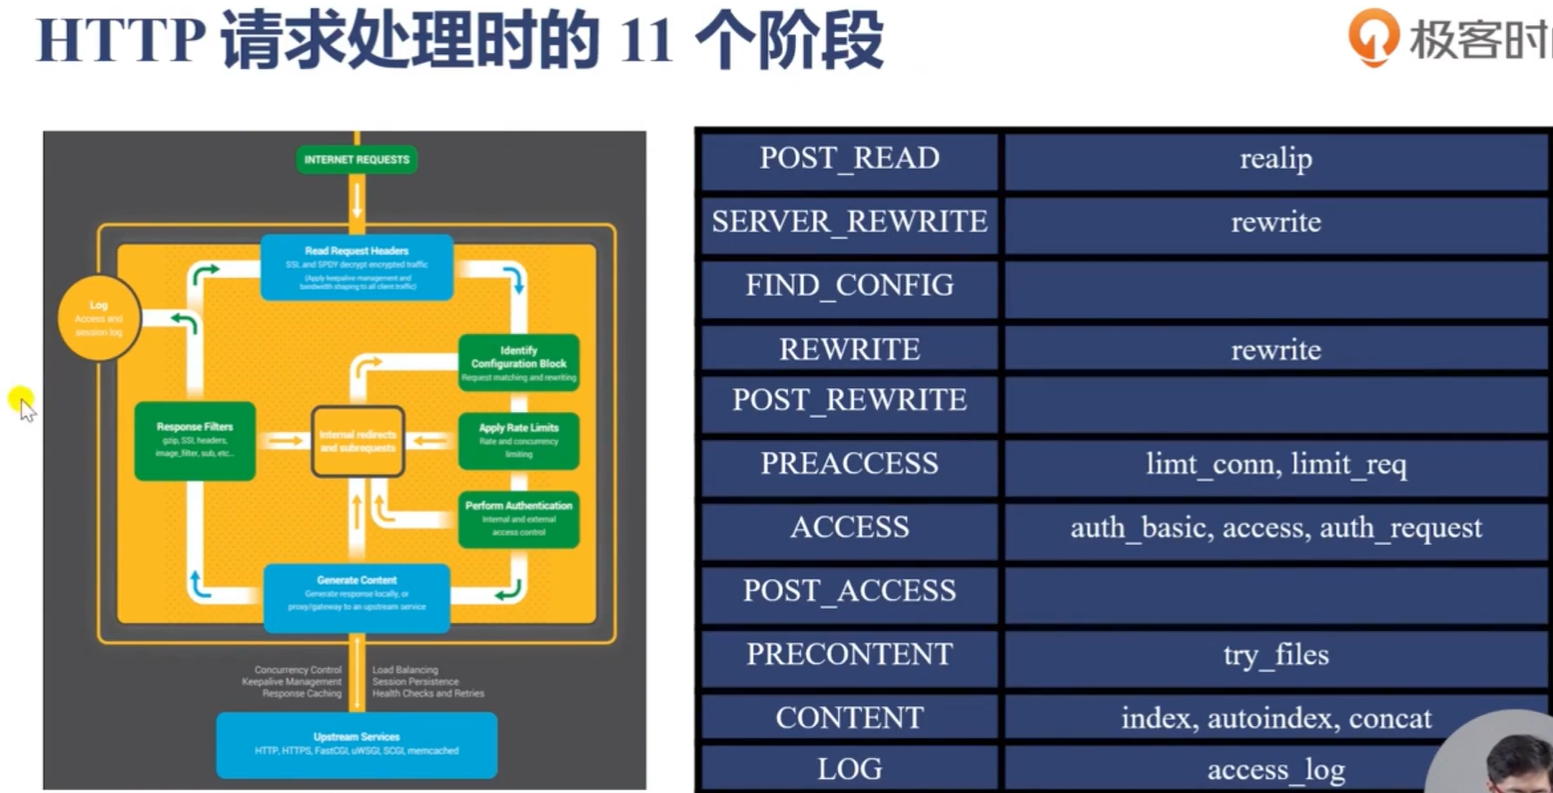 HTTP 请求处理时的 11 个阶段
极客时
INTERNET REQUESTS
Read Request Headers
SSL and SPDY decrypt encrypted traffic
(Apply keepalive management and
bandwidth shaping to all client traffic)
Log
Access and
session log
Identify
Configuration Block
Request matching and rewriting
Response Filters
gzip, SSI, headers,
image_filter, sub, etc...
Internal redirects
and subrequests
Apply Rate Limits
Rate and concurrency
limiting
Perform Authentication
Internal and external
access control
Generate Content
Generate response locally, or
proxy/gateway to an upstream service
Concurrency Control
Keepalive Management
Response Caching
Load Balancing
Session Persistence
Health Checks and Retries
Upstream Services
HTTP, HTTPS, FastCGI, uWSGI, SCGI, memcached
POST_READ realip
SERVER_REWRITE rewrite
FIND_CONFIG
REWRITE rewrite
POST_REWRITE
PREACCESS limt_conn, limit_req
ACCESS auth_basic, access, auth_request
POST_ACCESS
PRECONTENT try_files
CONTENT index, autoindex, concat
LOG access_log